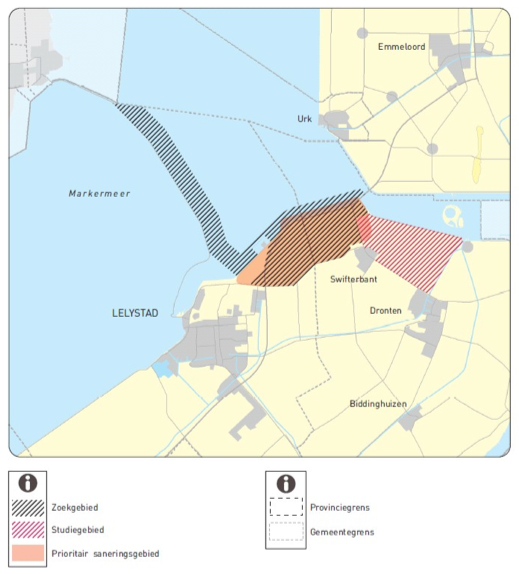 Emmeloord
Urk
Markermeer
Swifterbant
LELYSTAD
Dronten
Biddinghuizen
Zoekgebied
Studiegebied
Prioritair saneringsgebied
Provinciegrens
Gemeentegrens